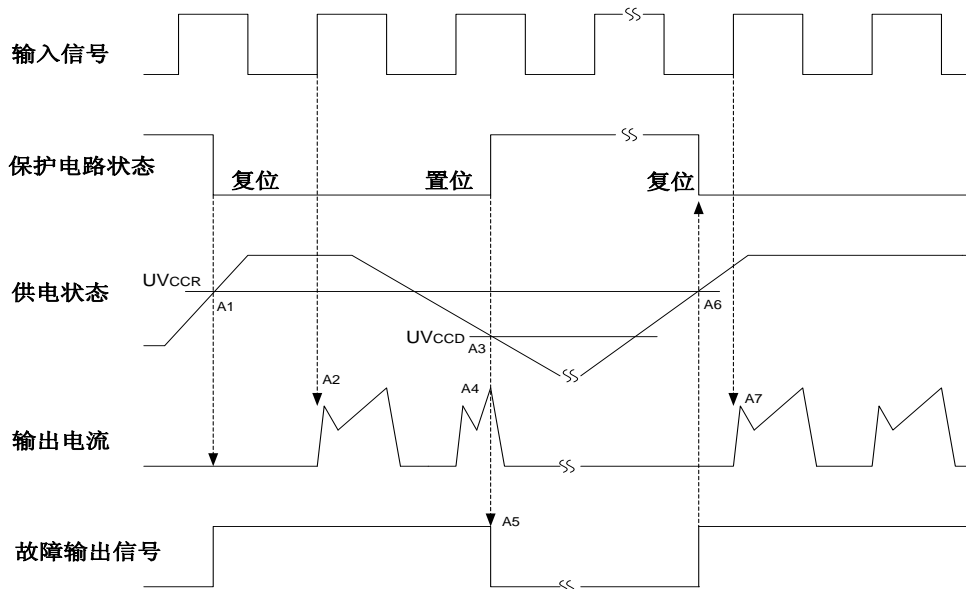 输入信号
保护电路状态
复位
置位
复位
UVCCR
供电状态
A1
A6
UVCCD
A3
A2
A4
A7
输出电流
A5
故障输出信号